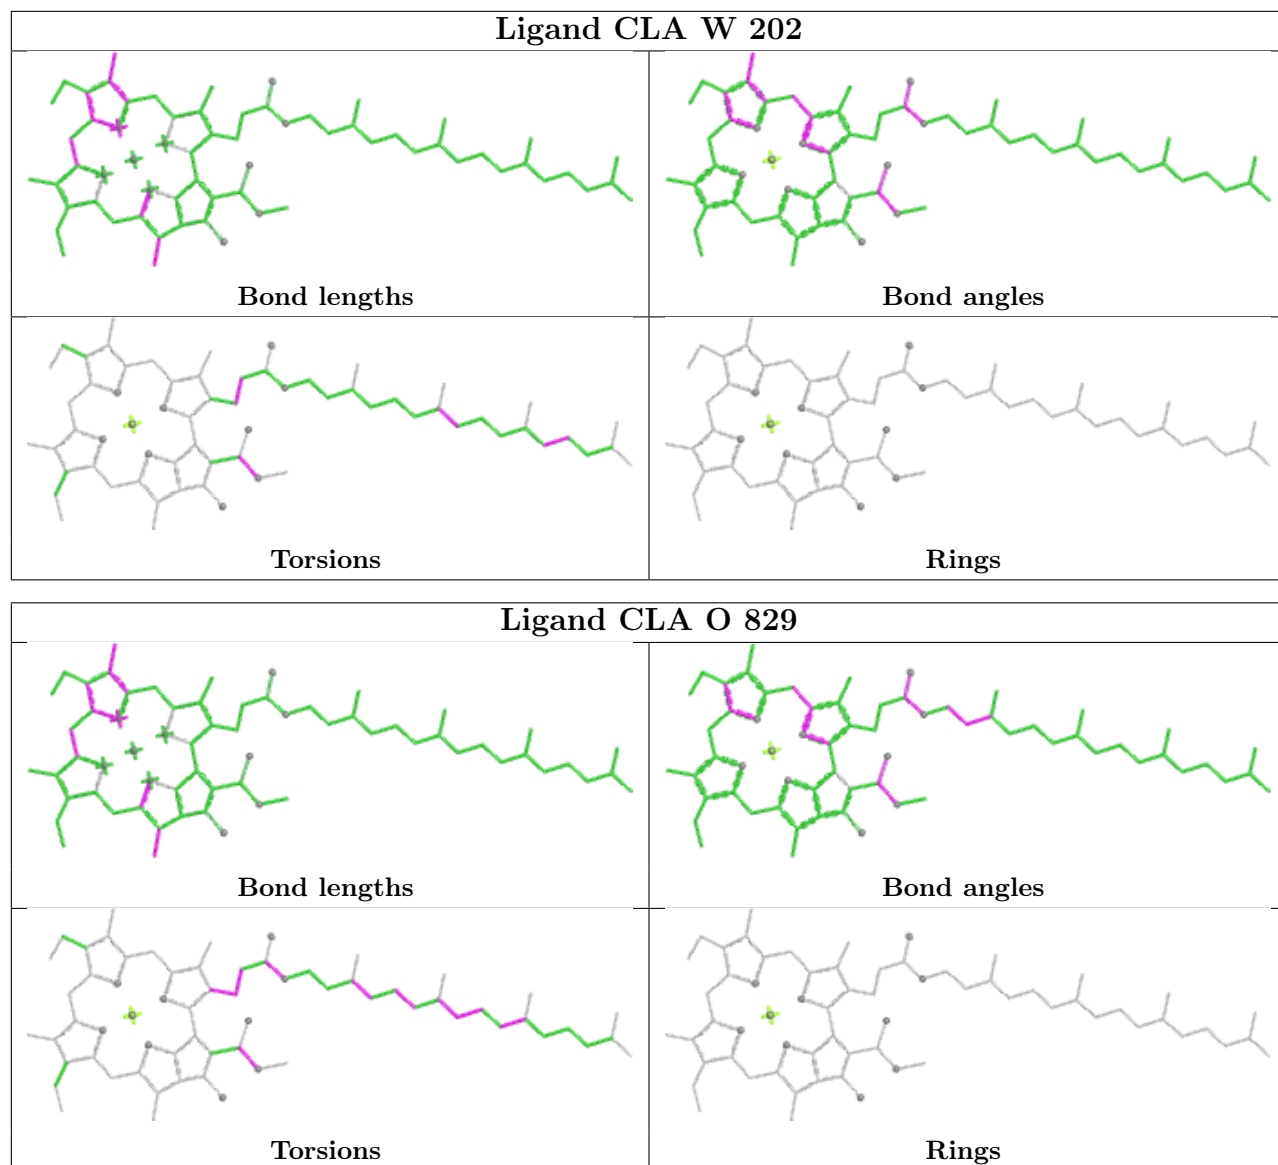 Ligand CLA W 202
Bond lengths
Bond angles
Torsions
Rings
Ligand CLA O 829
Bond lengths
Bond angles
Torsions
Rings